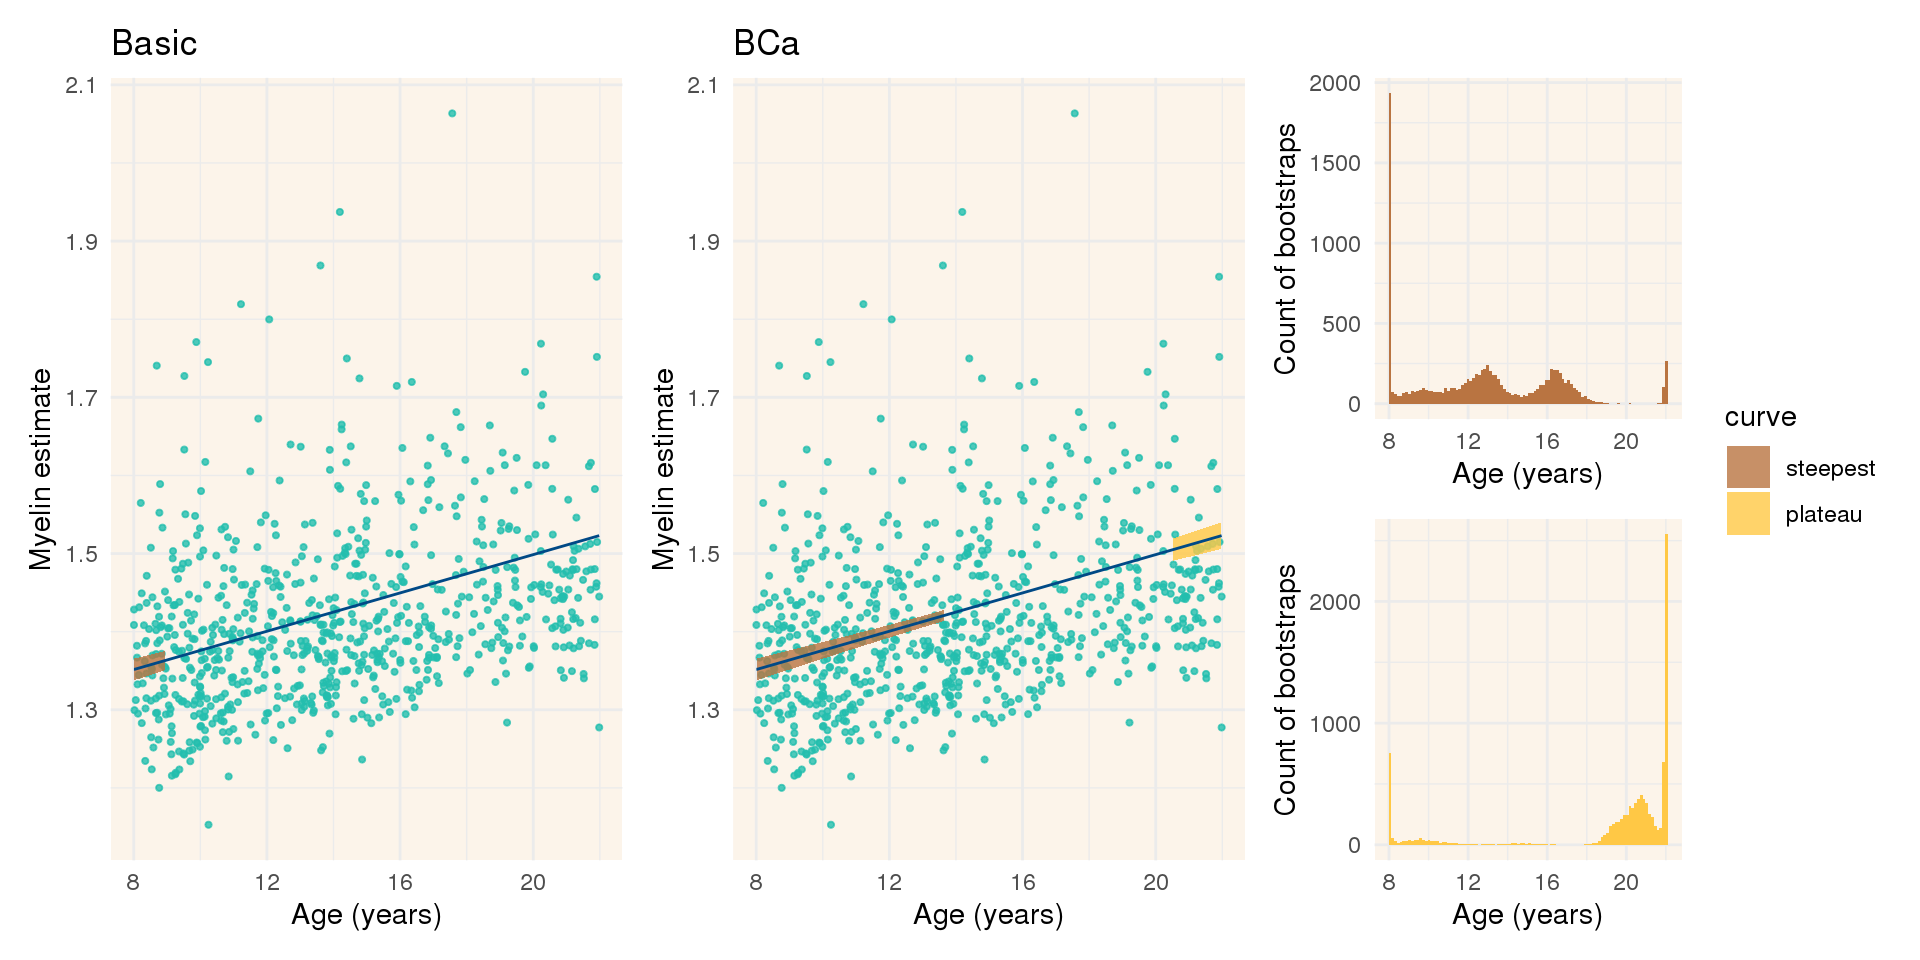 Basic
Myelin estimate
2.1
1.9
1.7
1.5
1.3
8 12 16 20
Age (years)
BCa
Myelin estimate
2.1
1.9
1.7
1.5
1.3
8 12 16 20
Age (years)
Count of bootstraps
2000
1500
1000
500
0
8 12 16 20
Age (years)
Count of bootstraps
2000
1000
0
8 12 16 20
Age (years)
curve
steepest
plateau